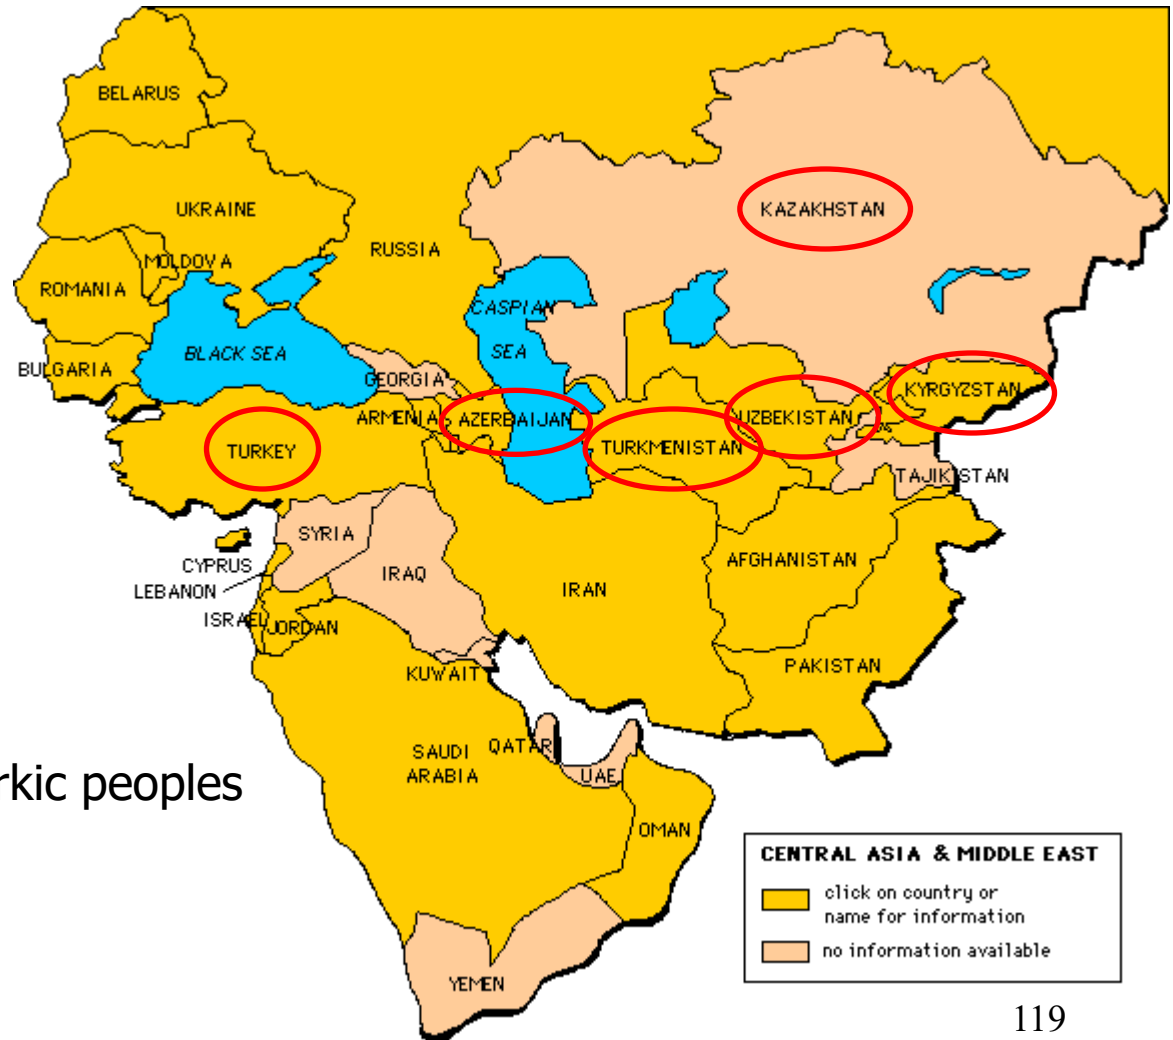 BELARUS
UKRAINE
KAZAKHSTAN
RUSSIA
MOLDOVA
ROMANIA
CASPIAN
SEA
BLACK SEA
BULGARIA
GEORGIA
KYRGYZSTAN
ARMENIA
AZERBAIJAN
UZBEKISTAN
TURKEY
TURKMENISTAN
TAJIKISTAN
SYRIA
CYPRUS
AFGHANISTAN
IRAQ
LEBANON
IRAN
ISRAEL
JORDAN
PAKISTAN
KUWAIT
SAUDI
ARABIA
QATAR
UAE
rkic peoples
OMAN
CENTRAL ASIA & MIDDLE EAST
click on country or
name for information
no information available
YEMEN
119